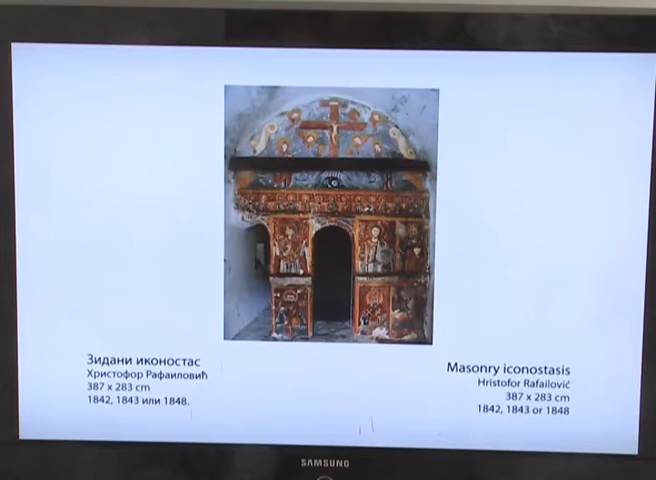 Зидани иконостас
Христофор Рафаиловић
387 x 283 cm
1842, 1843 или 1848.
Masonry iconostasis
Hristofor Rafailović
387 x 283 cm
1842, 1843 or 1848
SAMSUNG